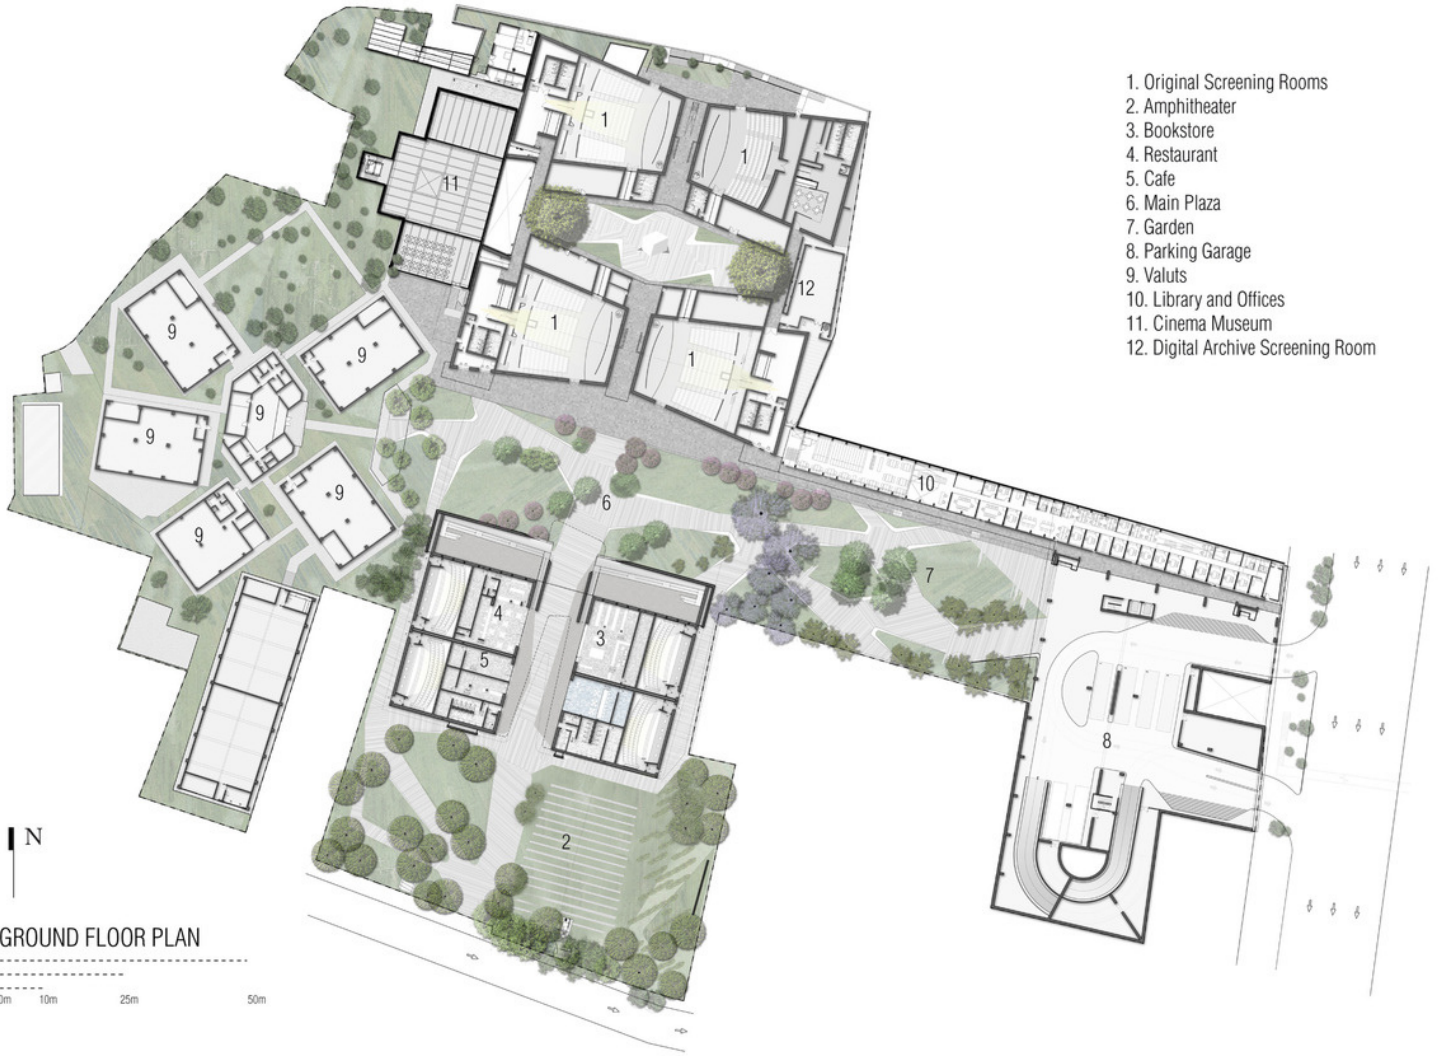 1. Original Screening Rooms
2. Amphitheater
3. Bookstore
4. Restaurant
5. Cafe
6. Main Plaza
7. Garden
8. Parking Garage
9. Valuts
10. Library and Offices
11. Cinema Museum
12. Digital Archive Screening Room
1
1
11
12
9
1
9
1
9
9
10
9
6
9
7
4
3
5
8
2
N
GROUND FLOOR PLAN
0m 10m 25m 50m